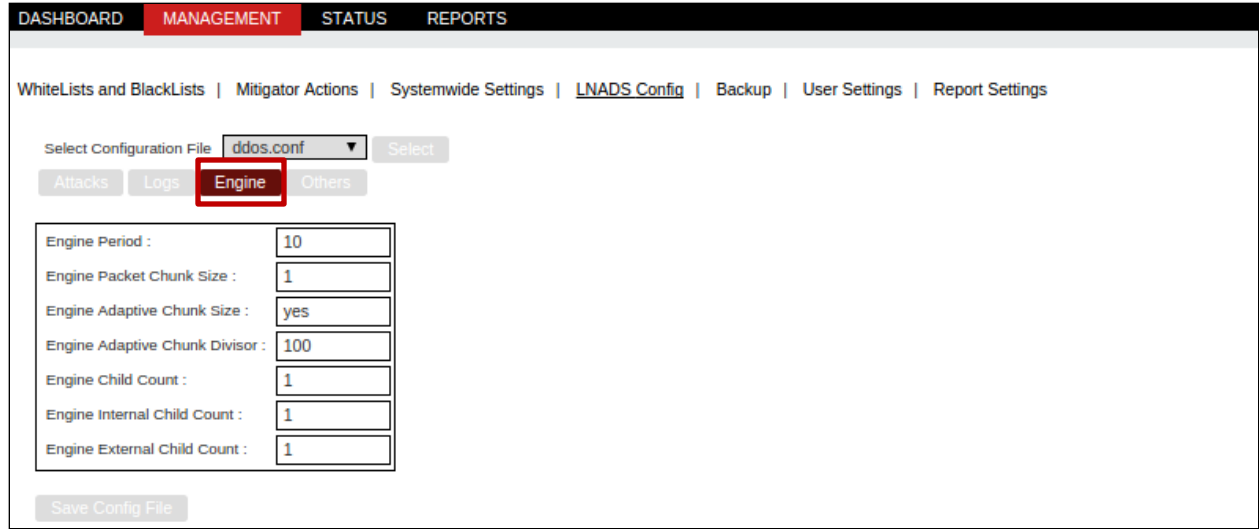 DASHBOARD MANAGEMENT STATUS REPORTS
WhiteLists and BlackLists | Mitigator Actions | Systemwide Settings | LNADS Config | Backup | User Settings | Report Settings
Select Configuration File ddos.conf ▼ Select
Attacks Logs Engine Others
Engine Period : 10
Engine Packet Chunk Size : 1
Engine Adaptive Chunk Size : yes
Engine Adaptive Chunk Divisor : 100
Engine Child Count : 1
Engine Internal Child Count : 1
Engine External Child Count : 1
Save Config File